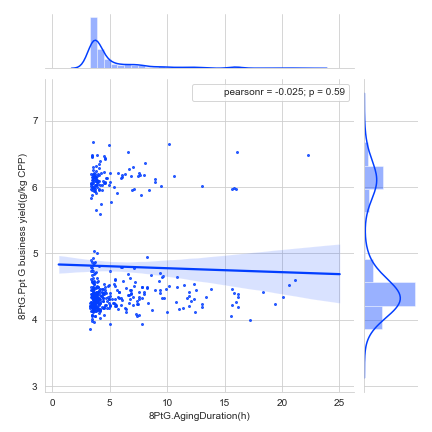 pearsonr = -0.025; p = 0.59
8PtG.Ppt G business yield(g/kg CPP)
7
6
5
4
3
0 5 10 15 20 25
8PtG.AgingDuration(h)